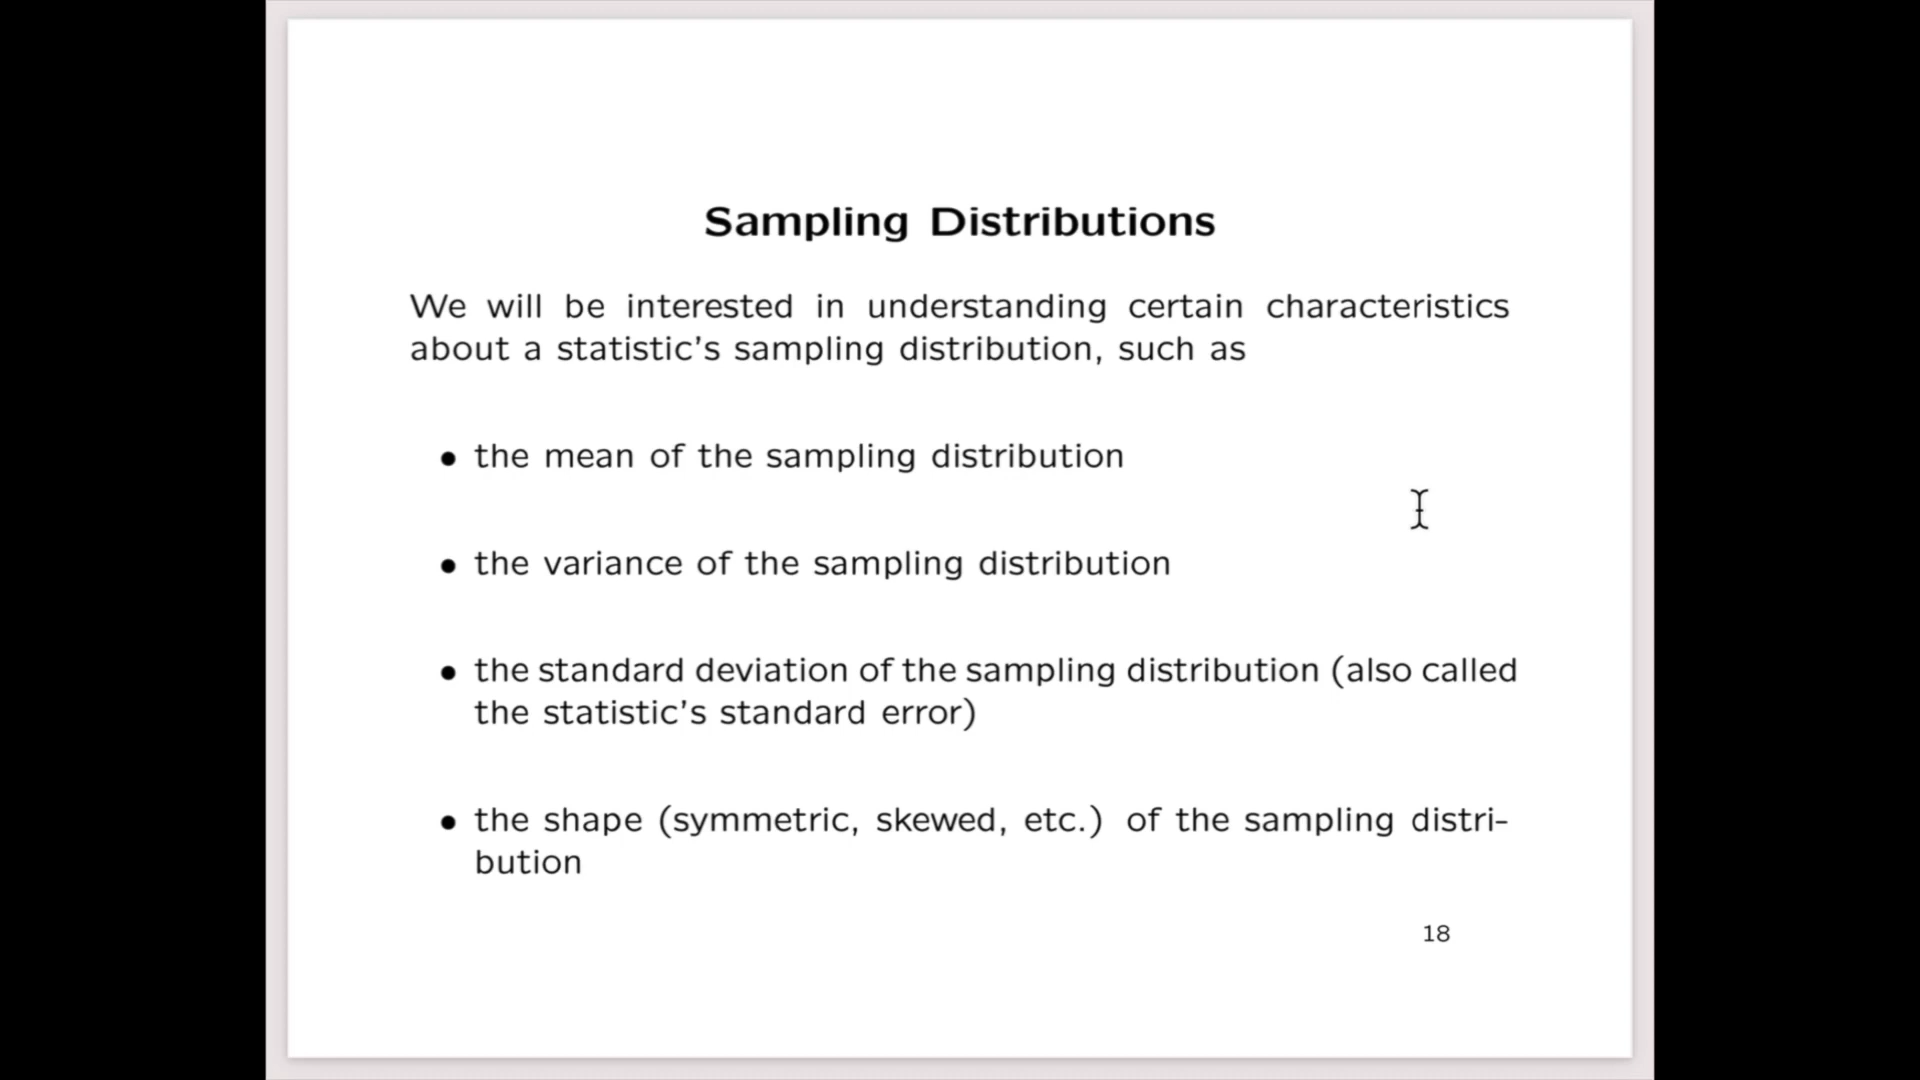 Sampling Distributions
We will be interested in understanding certain characteristics
about a statistic's sampling distribution, such as
• the mean of the sampling distribution
• the variance of the sampling distribution
• the standard deviation of the sampling distribution (also called
the statistic's standard error)
• the shape (symmetric, skewed, etc.) of the sampling distri-
bution
18